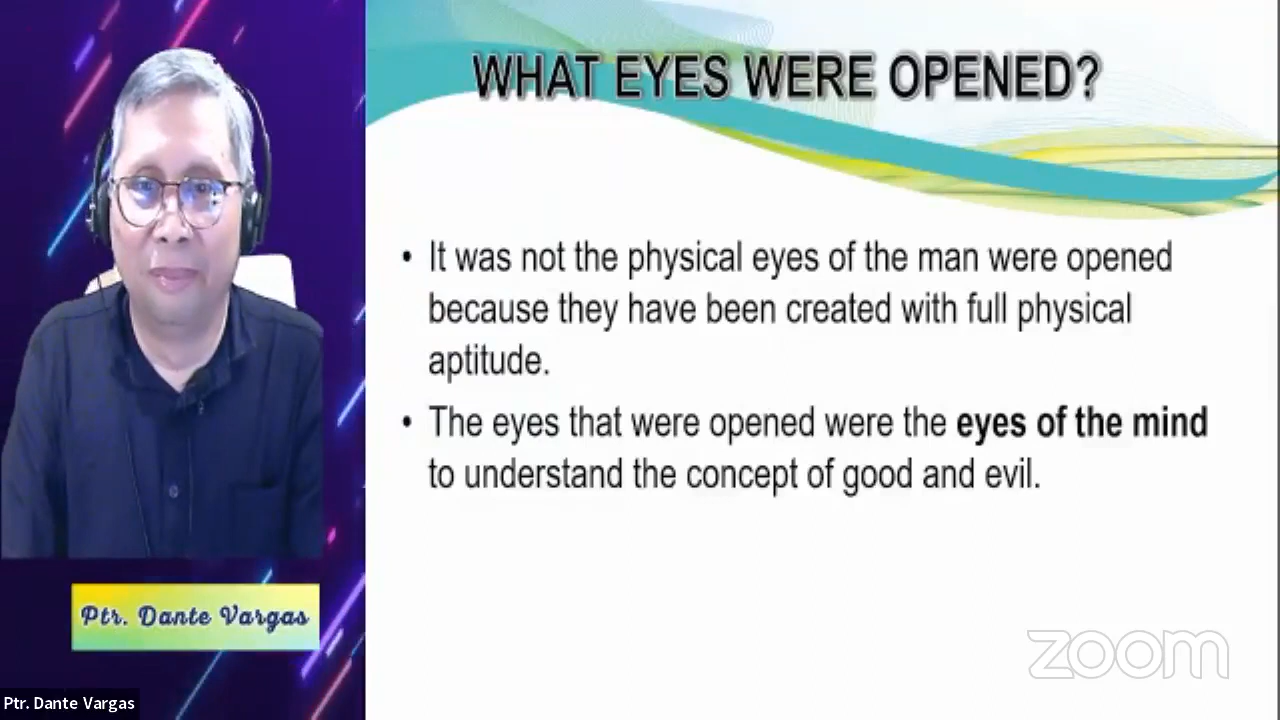 WHAT EYES WERE OPENED?
• It was not the physical eyes of the man were opened
because they have been created with full physical
aptitude.
• The eyes that were opened were the eyes of the mind
to understand the concept of good and evil.
Ptr. Dante Vargas
zoom
Ptr. Dante Vargas